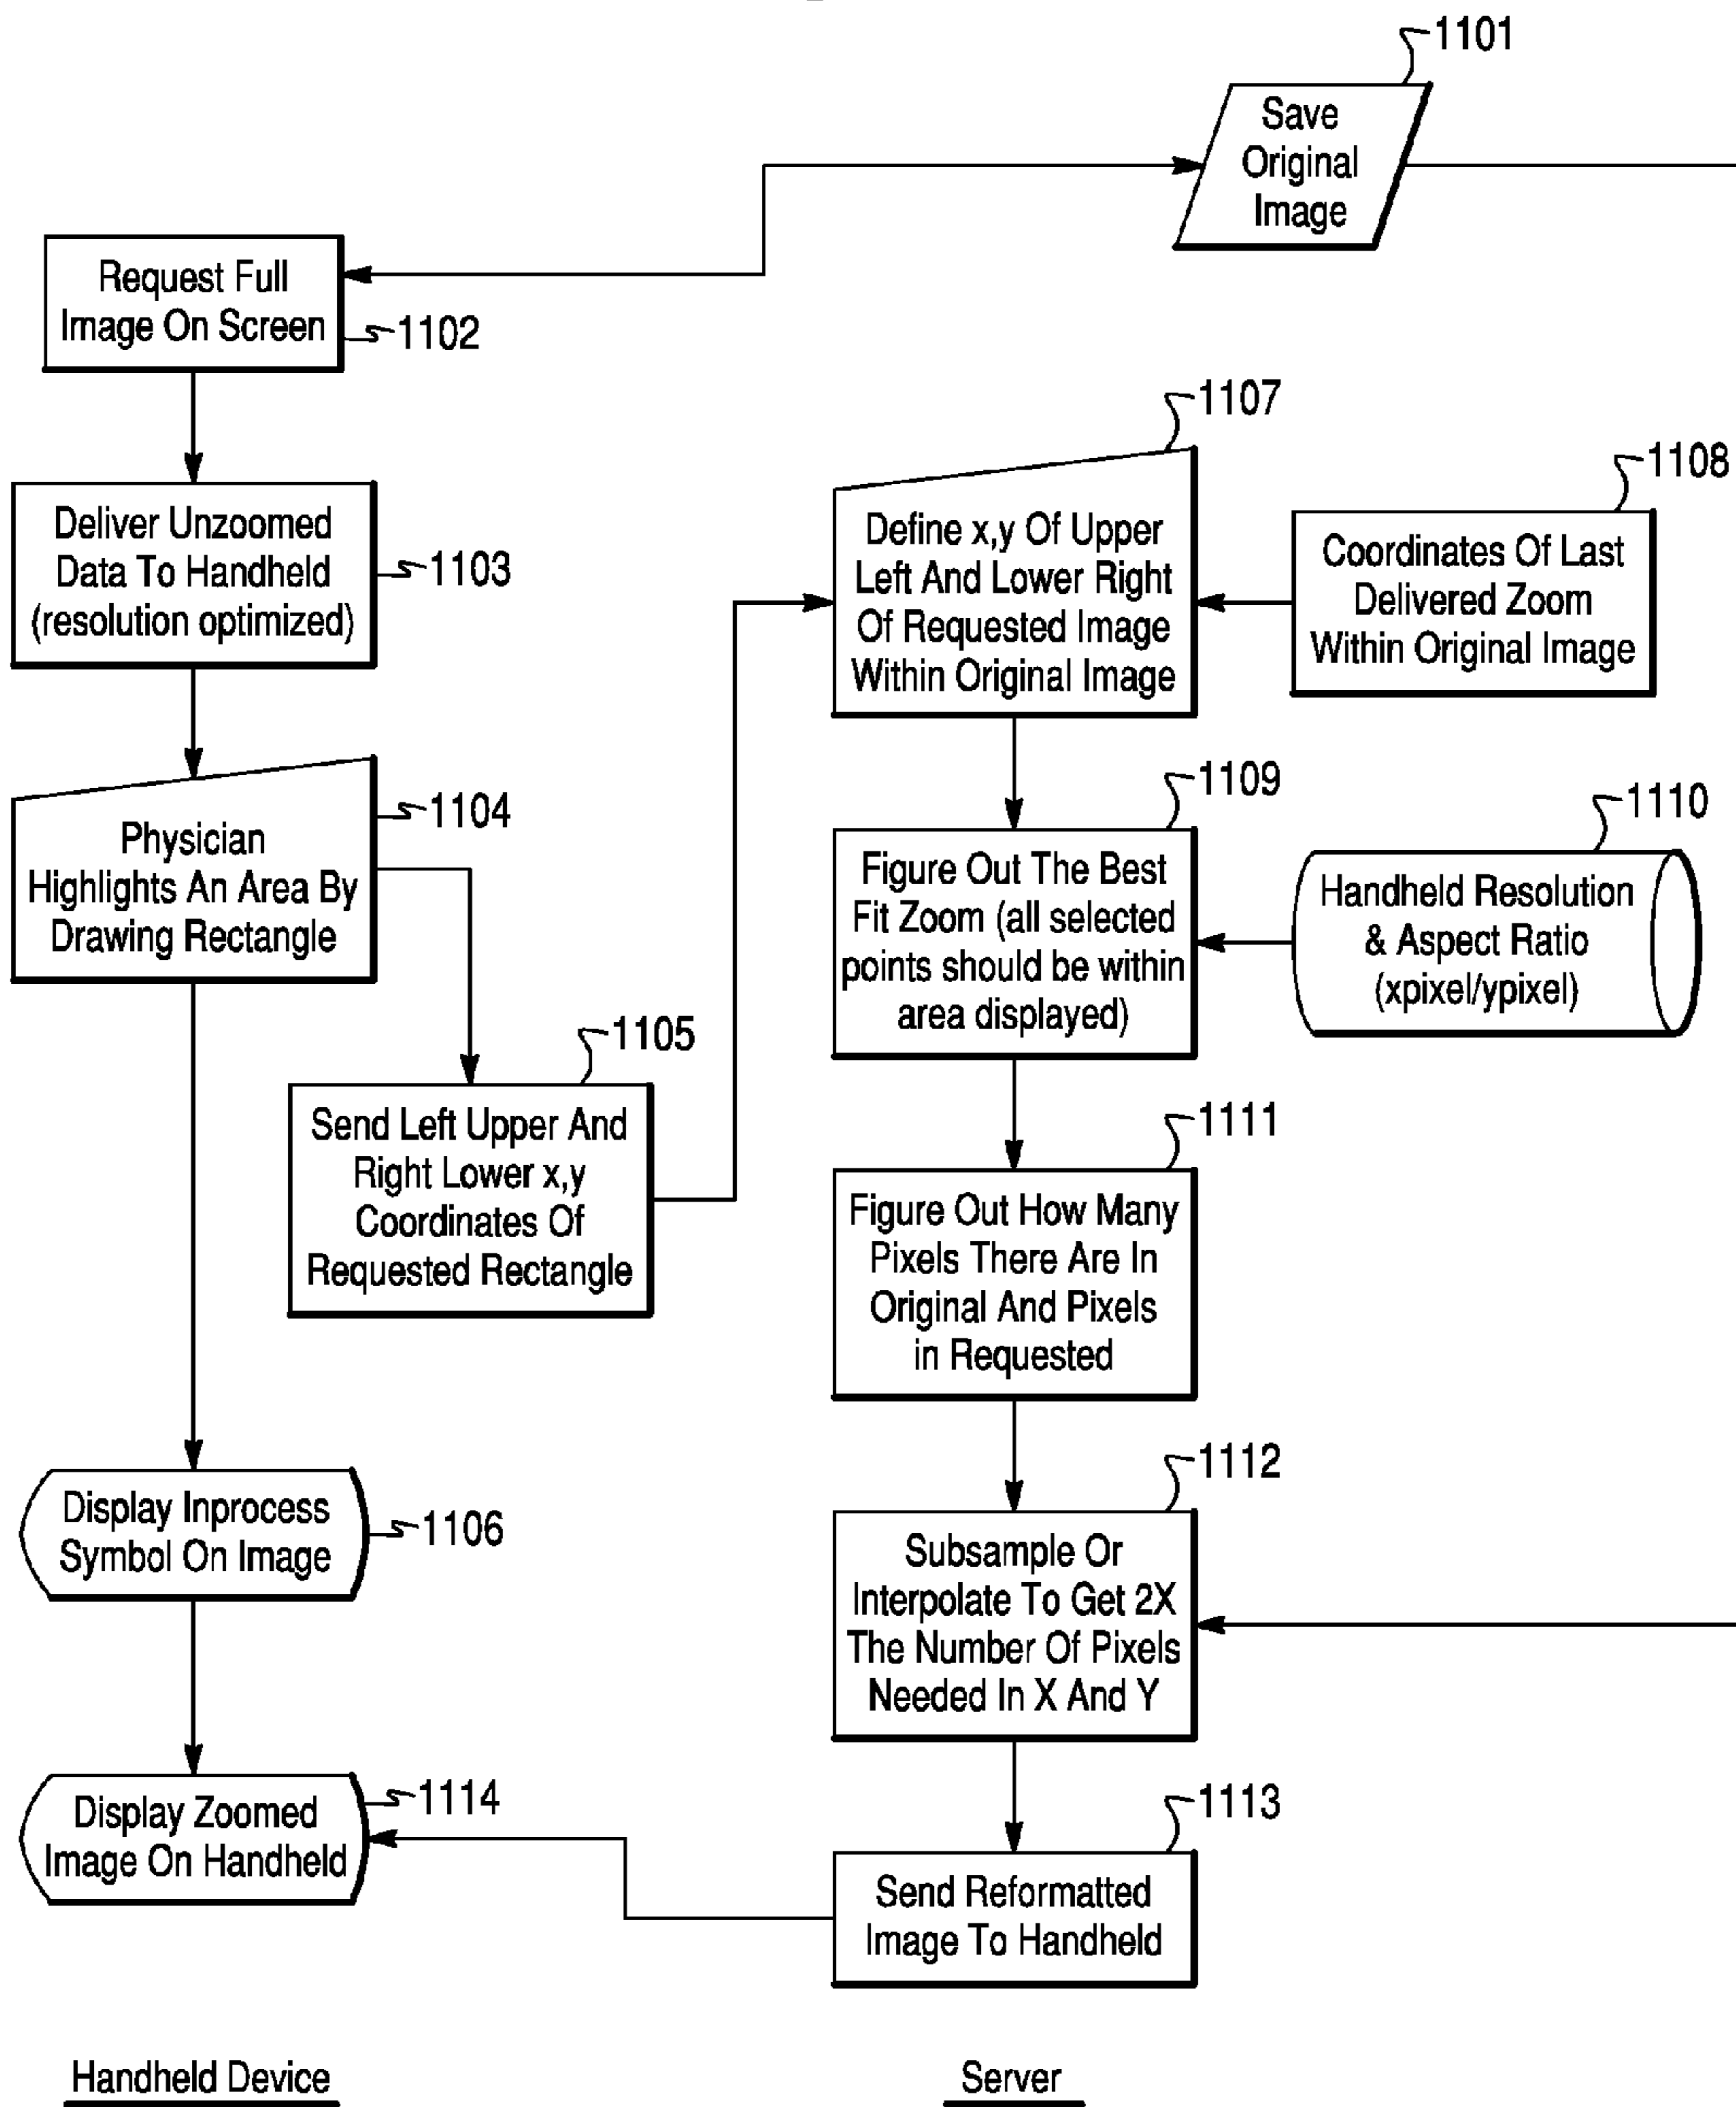 1101
Save
Original
Image
Request Full
Image On Screen
1102
Deliver Unzoomed
Data To Handheld
(resolution optimized)
1103
Physician
Highlights An Area By
Drawing Rectangle
1104
Send Left Upper And
Right Lower x,y
Coordinates Of
Requested Rectangle
1105
Display Inprocess
Symbol On Image
1106
1107
Define x,y Of Upper
Left And Lower Right
Of Requested Image
Within Original Image
1108
Coordinates Of Last
Delivered Zoom
Within Original Image
1109
Figure Out The Best
Fit Zoom (all selected
points should be within
area displayed)
1110
Handheld Resolution
& Aspect Ratio
(xpixel/ypixel)
1111
Figure Out How Many
Pixels There Are In
Original And Pixels
in Requested
1112
Subsample Or
Interpolate To Get 2X
The Number Of Pixels
Needed In X And Y
1113
Send Reformatted
Image To Handheld
1114
Display Zoomed
Image On Handheld
Handheld Device
Server